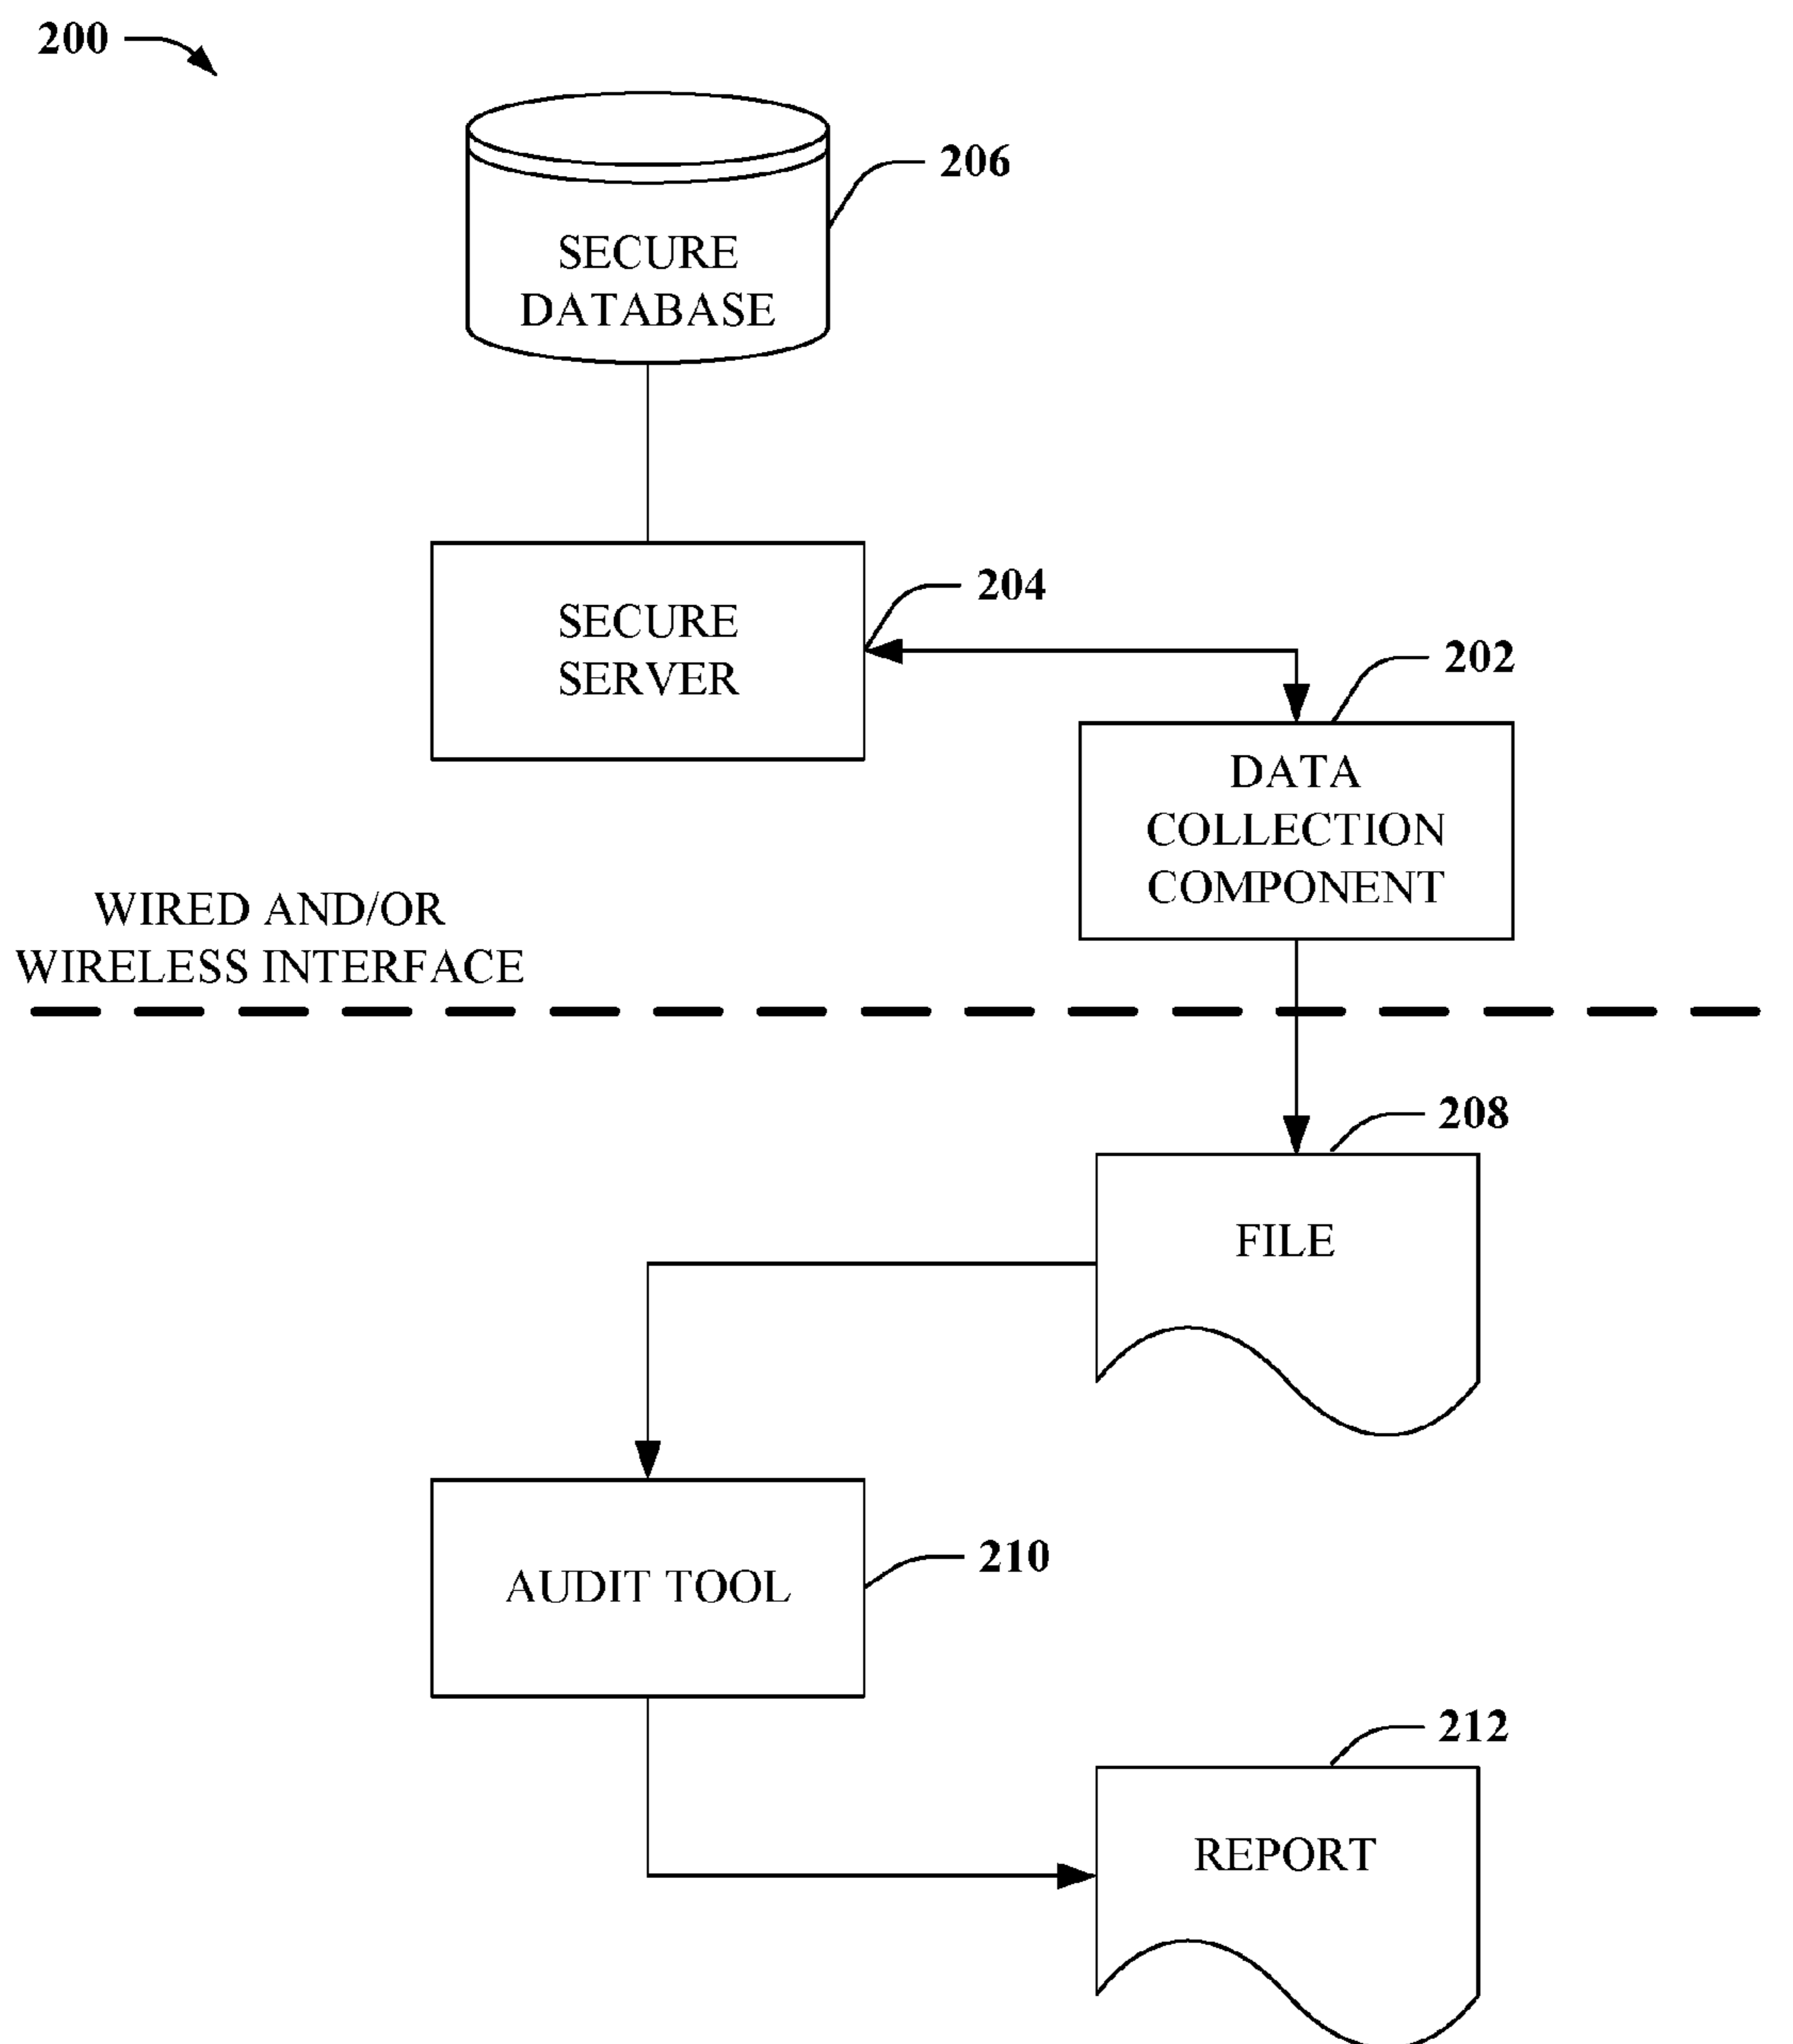 200
206
SECURE
DATABASE
204
SECURE
SERVER
202
DATA
COLLECTION
COMPONENT
WIRED AND/OR
WIRELESS INTERFACE
208
FILE
210
AUDIT TOOL
212
REPORT